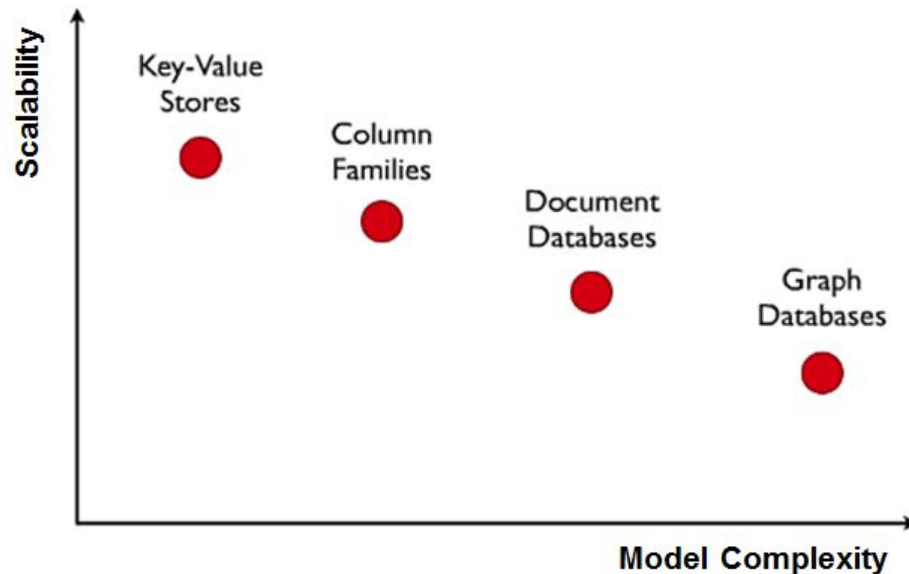 Scalability
Key-Value
Stores
Column
Families
Document
Databases
Graph
Databases
Model Complexity